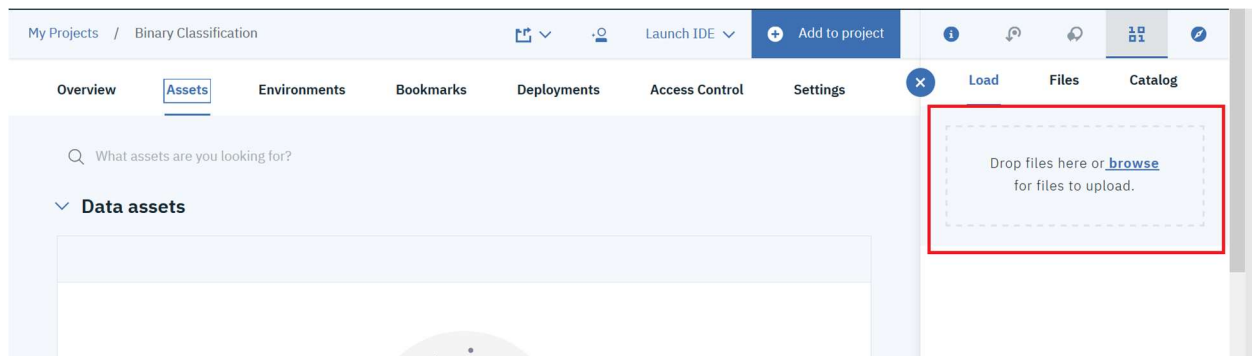 My Projects / Binary Classification
Launch IDE
Add to project
Overview Assets Environments Bookmarks Deployments Access Control Settings
Load Files Catalog
What assets are you looking for?
Drop files here or browse
for files to upload.
Data assets